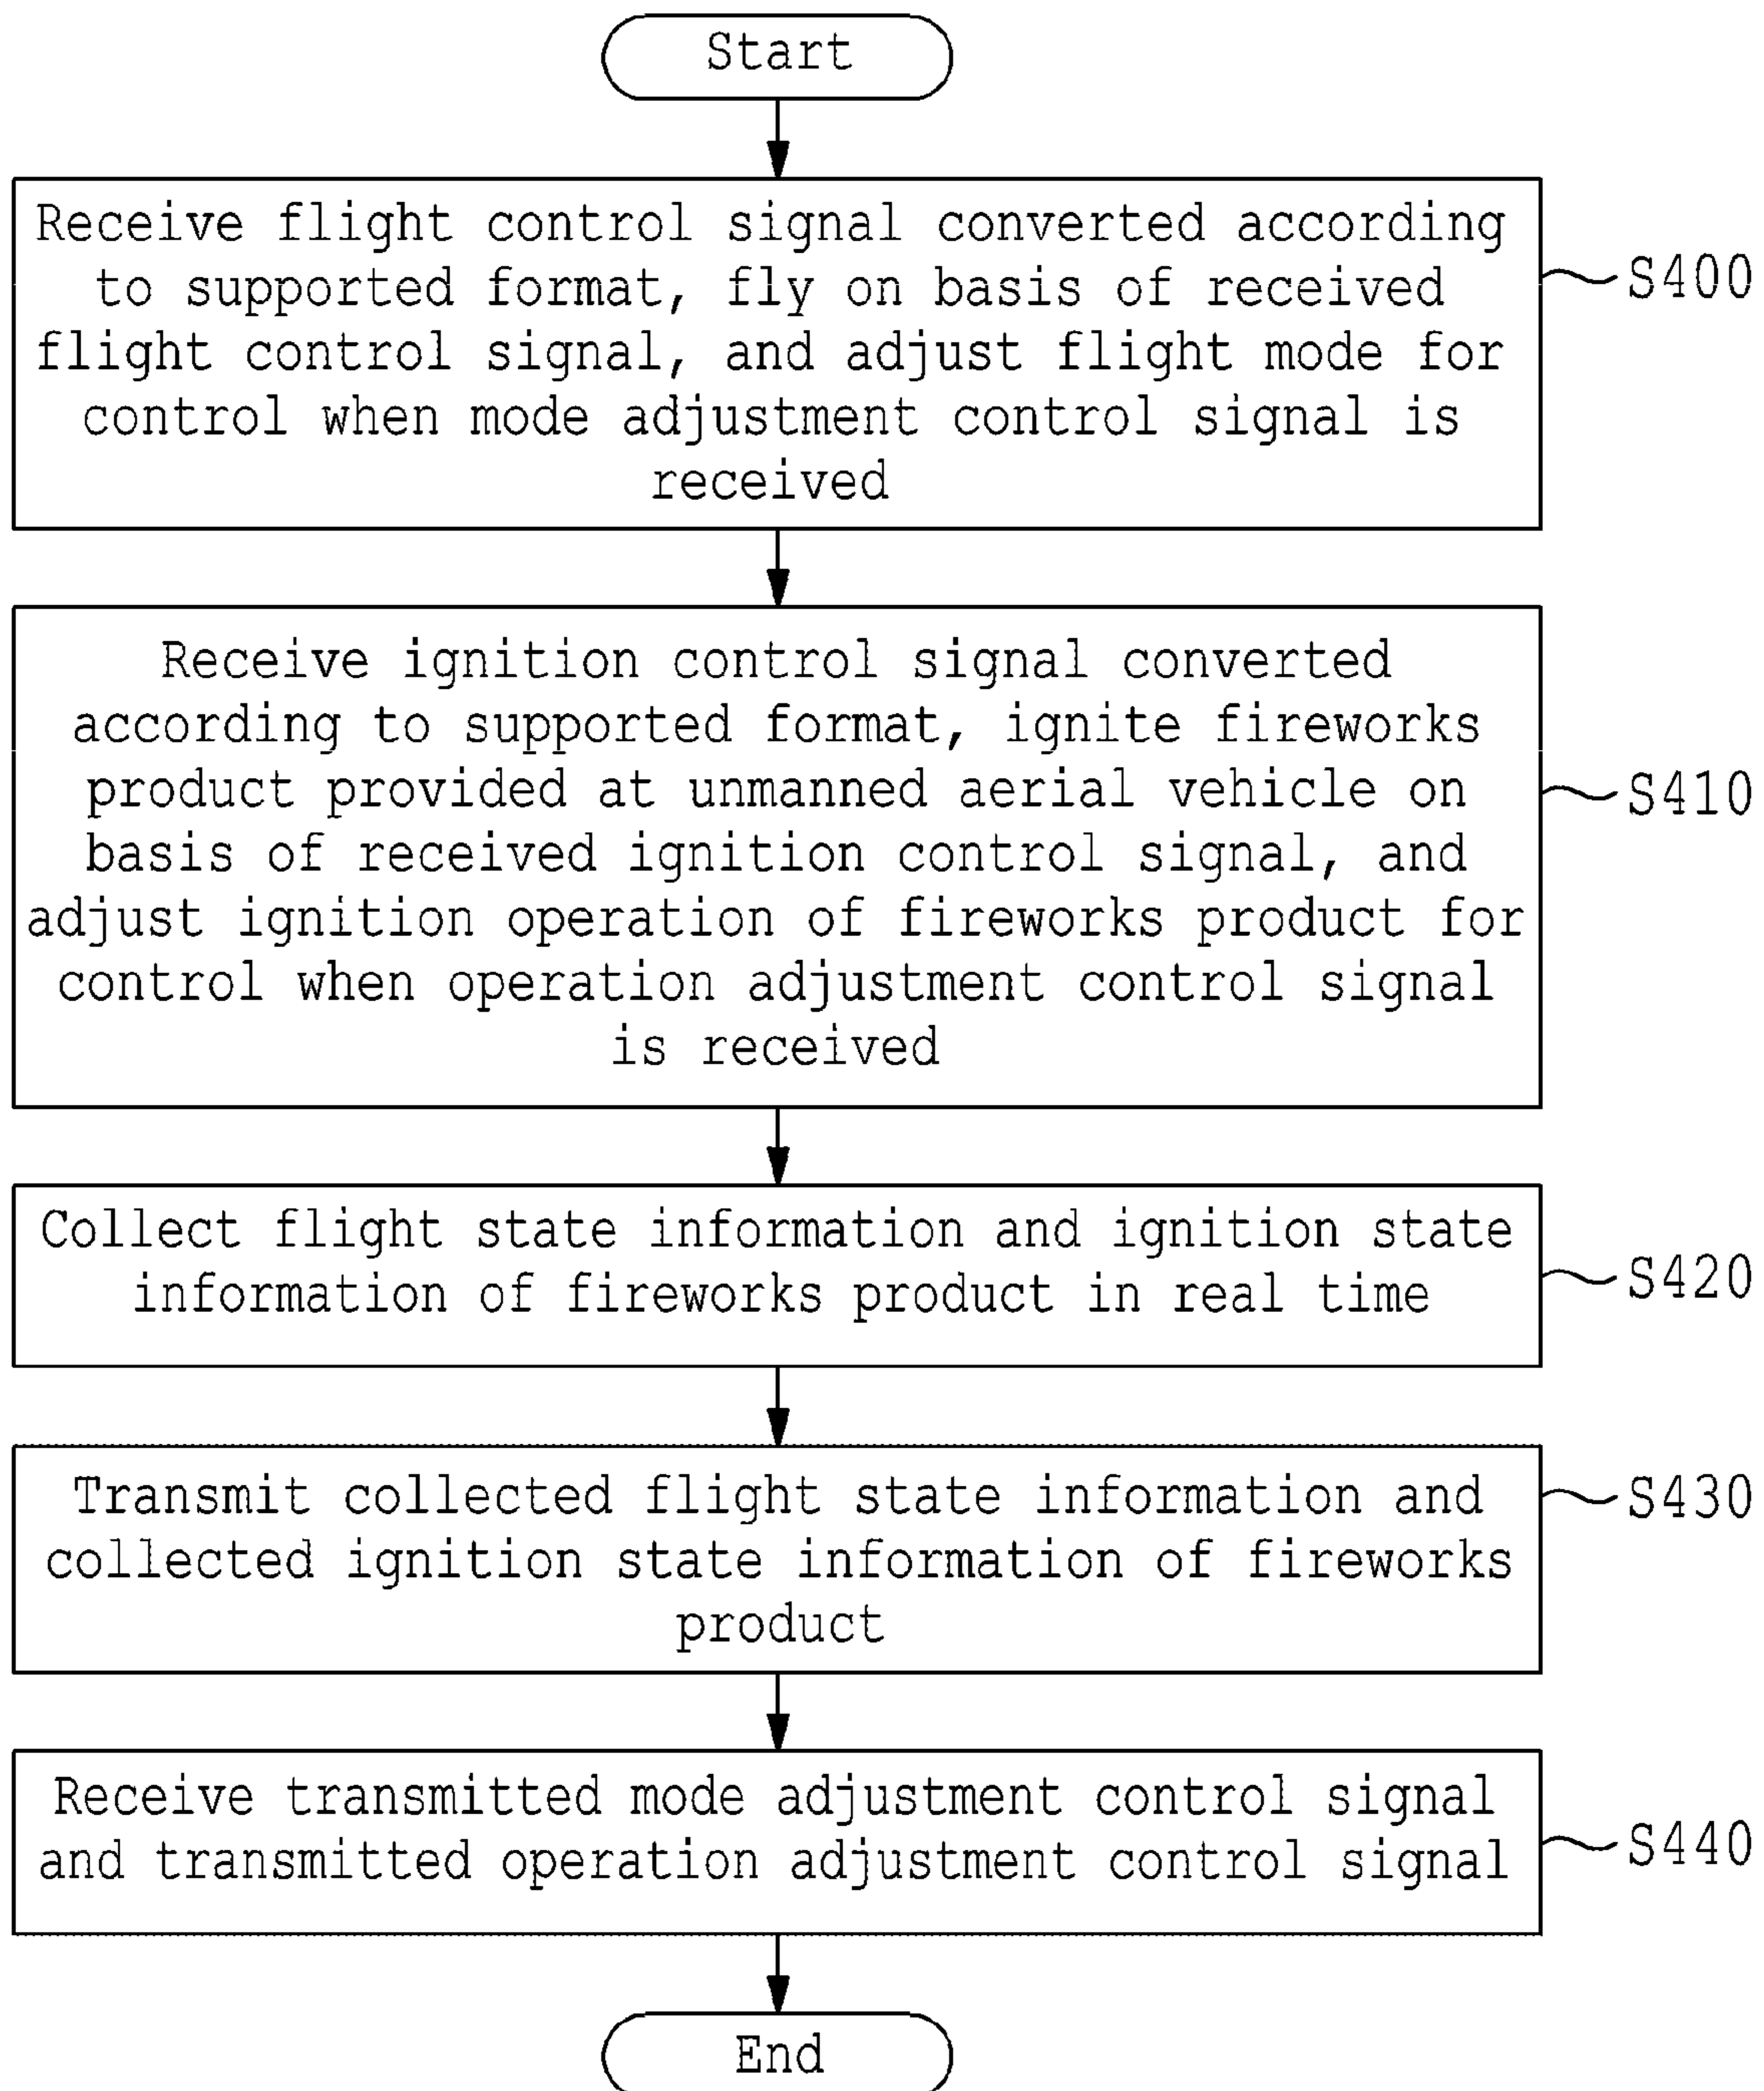 Start
Receive flight control signal converted according
to supported format, fly on basis of received
flight control signal, and adjust flight mode for
control when mode adjustment control signal is
received
S400
Receive ignition control signal converted
according to supported format, ignite fireworks
product provided at unmanned aerial vehicle on
basis of received ignition control signal, and
adjust ignition operation of fireworks product for
control when operation adjustment control signal
is received
S410
Collect flight state information and ignition state
information of fireworks product in real time
S420
Transmit collected flight state information and
collected ignition state information of fireworks
product
S430
Receive transmitted mode adjustment control signal
and transmitted operation adjustment control signal
S440
End